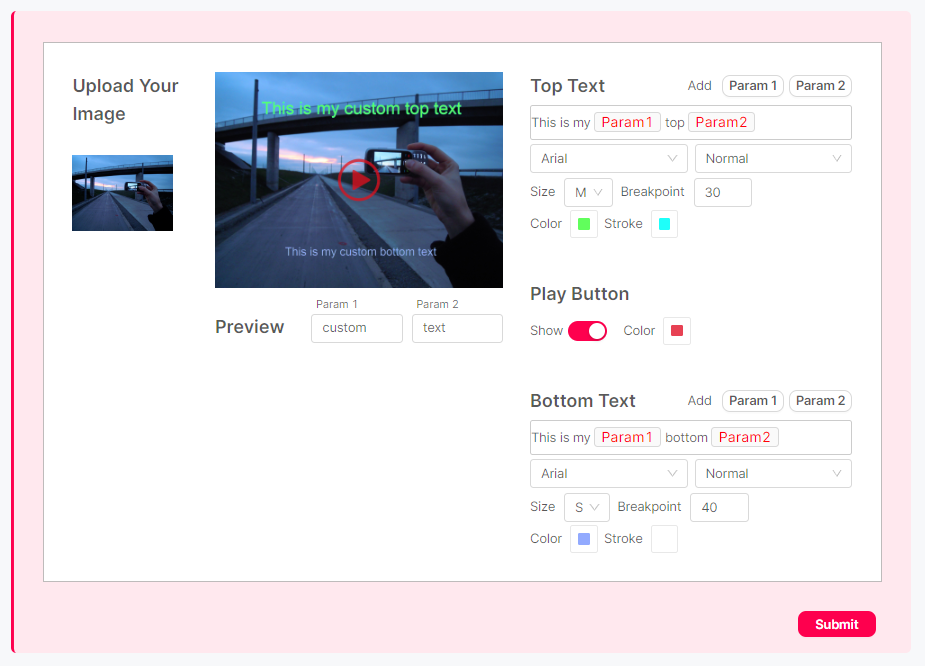 Upload Your
Image
This is my custom top text
This is my custom bottom text
Preview
Param 1
custom
Param 2
text
Top Text
Add
Param 1
Param 2
This is my Param1 top Param2
Arial
Normal
Size
M
Breakpoint
30
Color
Stroke
Play Button
Show
Color
Bottom Text
Add
Param 1
Param 2
This is my Param1 bottom Param2
Arial
Normal
Size
S
Breakpoint
40
Color
Stroke
Submit